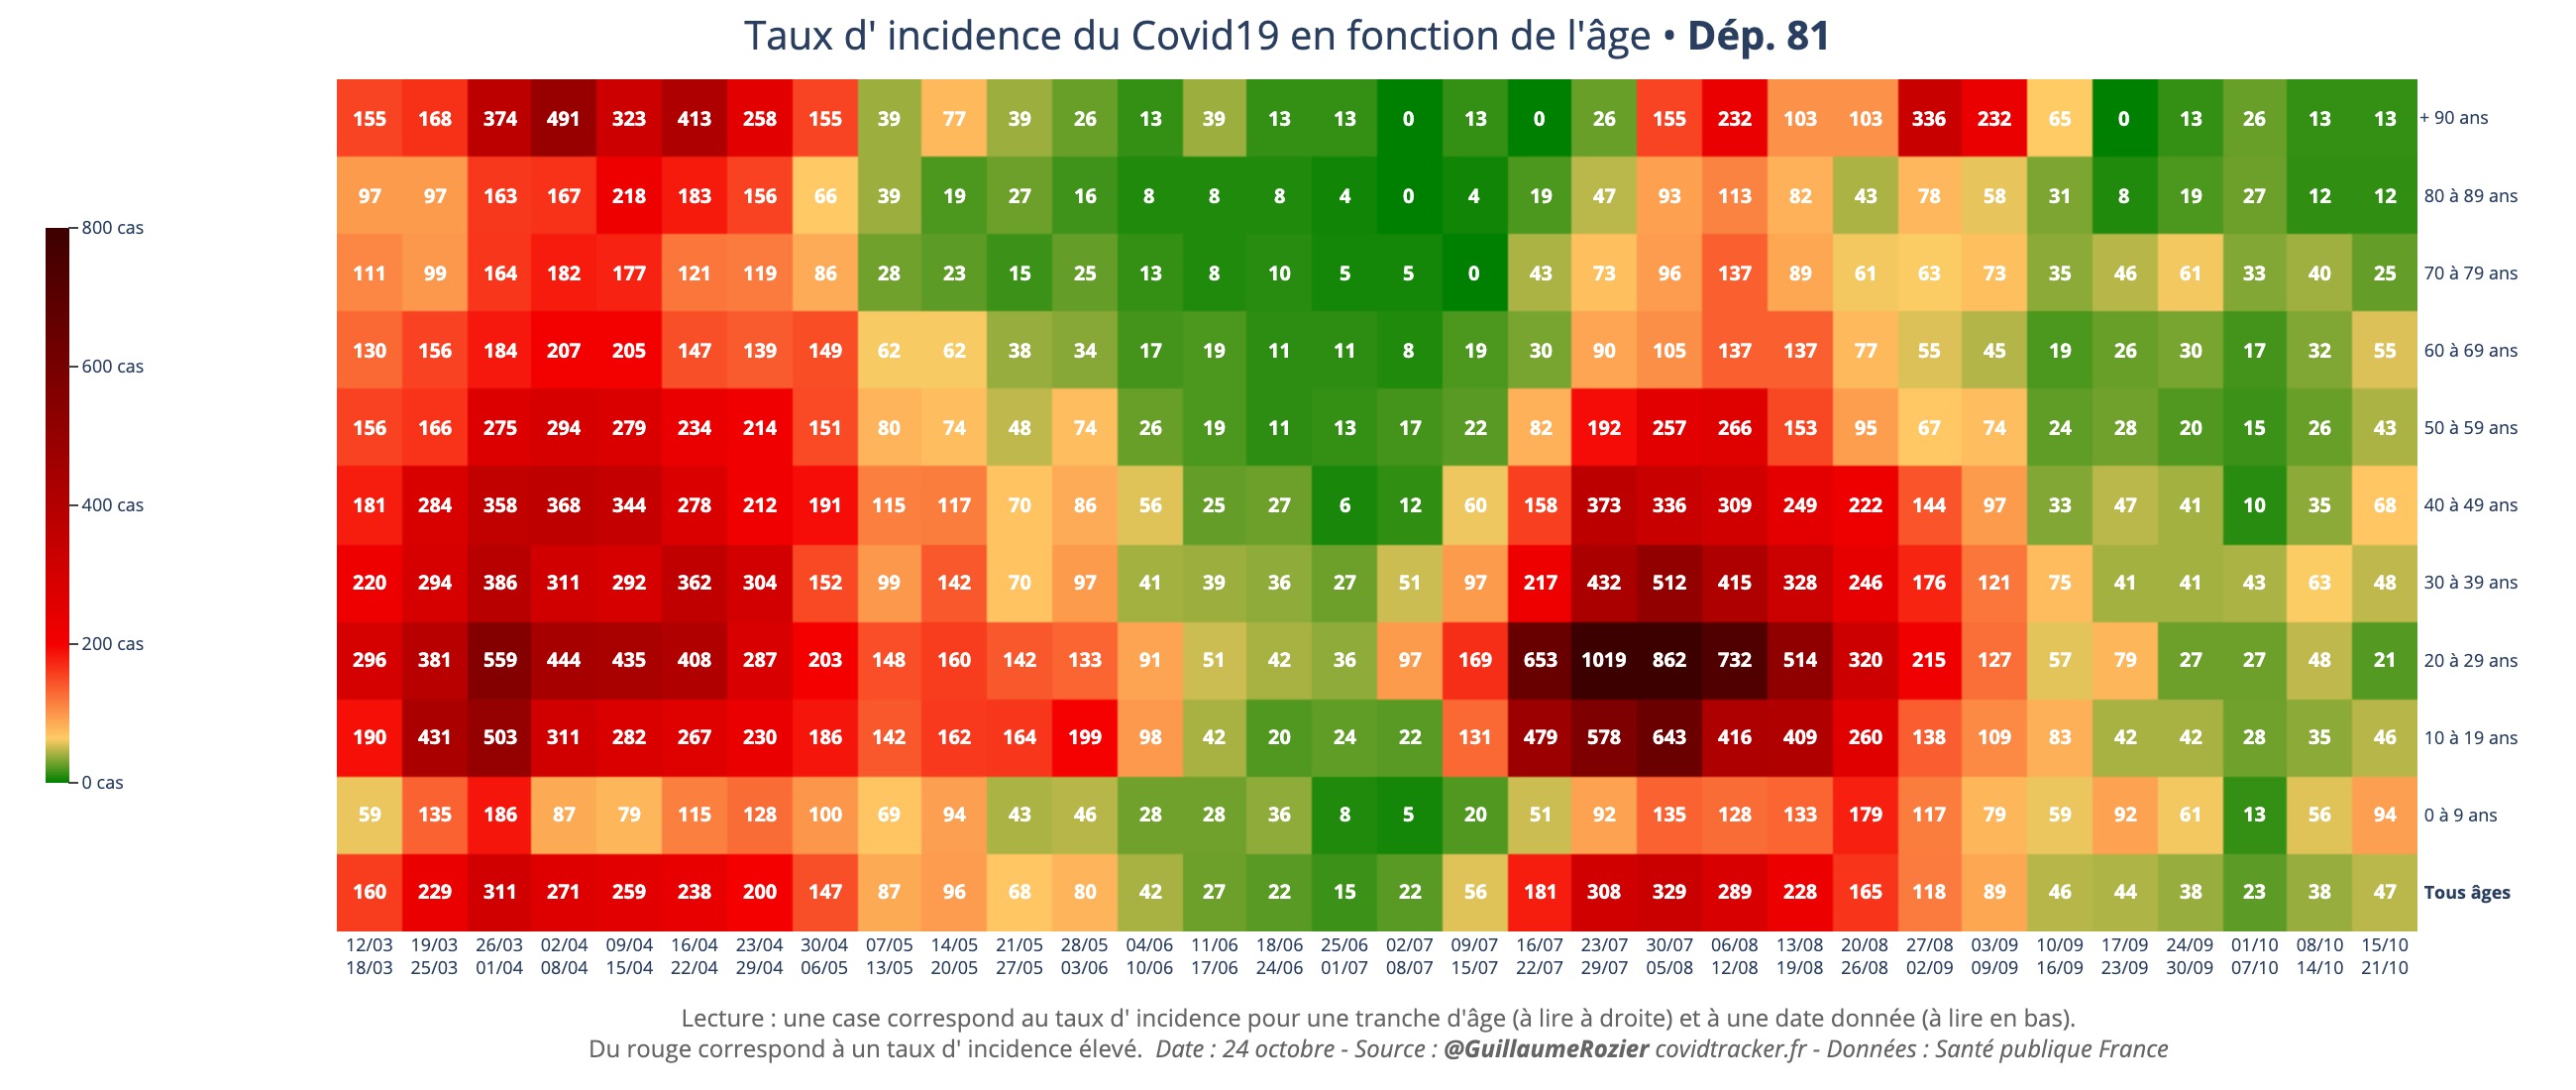 Taux d' incidence du Covid19 en fonction de l'âge • Dép. 81
155 168 374 491 323 413 258 155 39 77 39 26 13 39 13 13 0 13 0 26 155 232 103 103 336 232 65 0 13 26 13 13 + 90 ans
97 97 163 167 218 183 156 66 39 19 27 16 8 8 8 4 0 4 19 47 93 113 82 43 78 58 31 8 19 27 12 12 80 à 89 ans
800 cas
111 99 164 182 177 121 119 86 28 23 15 25 13 8 10 5 5 0 43 73 96 137 89 61 63 73 35 46 61 33 40 25 70 à 79 ans
130 156 184 207 205 147 139 149 62 62 38 34 17 19 11 11 8 19 30 90 105 137 137 77 55 45 19 26 30 17 32 55 60 à 69 ans
600 cas
156 166 275 294 279 234 214 151 80 74 48 74 26 19 11 13 17 22 82 192 257 266 153 95 67 74 24 28 20 15 26 43 50 à 59 ans
400 cas
181 284 358 368 344 278 212 191 115 117 70 86 56 25 27 6 12 60 158 373 336 309 249 222 144 97 33 47 41 10 35 68 40 à 49 ans
220 294 386 311 292 362 304 152 99 142 70 97 41 39 36 27 51 97 217 432 512 415 328 246 176 121 75 41 41 43 63 48 30 à 39 ans
200 cas
296 381 559 444 435 408 287 203 148 160 142 133 91 51 42 36 97 169 653 1019 862 732 514 320 215 127 57 79 27 27 48 21 20 à 29 ans
190 431 503 311 282 267 230 186 142 162 164 199 98 42 20 24 22 131 479 578 643 416 409 260 138 109 83 42 42 28 35 46 10 à 19 ans
0 cas
59 135 186 87 79 115 128 100 69 94 43 46 28 28 36 8 5 20 51 92 135 128 133 179 117 79 59 92 61 13 56 94 0 à 9 ans
160 229 311 271 259 238 200 147 87 96 68 80 42 27 22 15 22 56 181 308 329 289 228 165 118 89 46 44 38 23 38 47 Tous âges
12/03 19/03 26/03 02/04 09/04 16/04 23/04 30/04 07/05 14/05 21/05 28/05 04/06 11/06 18/06 25/06 02/07 09/07 16/07 23/07 30/07 06/08 13/08 20/08 27/08 03/09 10/09 17/09 24/09 01/10 08/10 15/10
18/03 25/03 01/04 08/04 15/04 22/04 29/04 06/05 13/05 20/05 27/05 03/06 10/06 17/06 24/06 01/07 08/07 15/07 22/07 29/07 05/08 12/08 19/08 26/08 02/09 09/09 16/09 23/09 30/09 07/10 14/10 21/10
Lecture : une case correspond au taux d' incidence pour une tranche d'âge (à lire à droite) et à une date donnée (à lire en bas).
Du rouge correspond à un taux d' incidence élevé. Date : 24 octobre - Source : @GuillaumeRozier covidtracker.fr - Données : Santé publique France